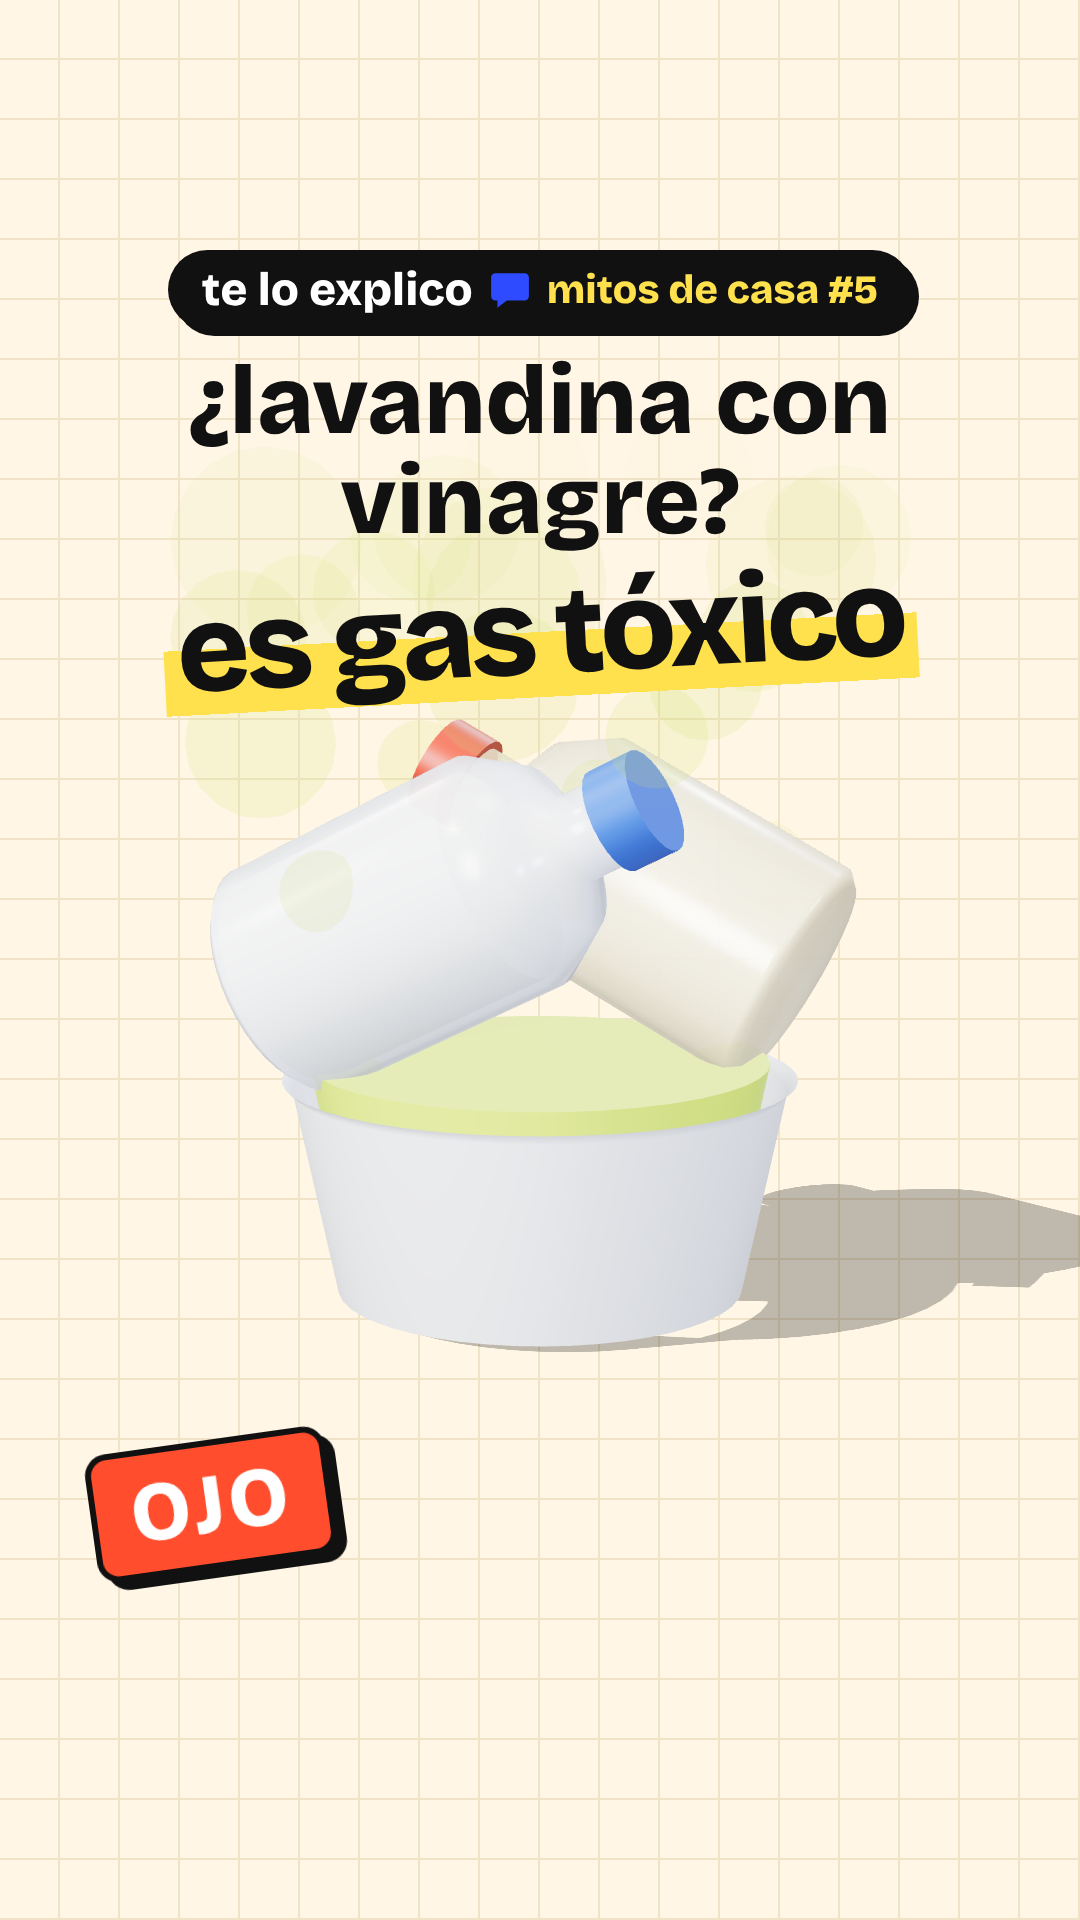 te lo explico mitos de casa #5
¿lavandina con
vinagre?
es gas tóxico
OJO